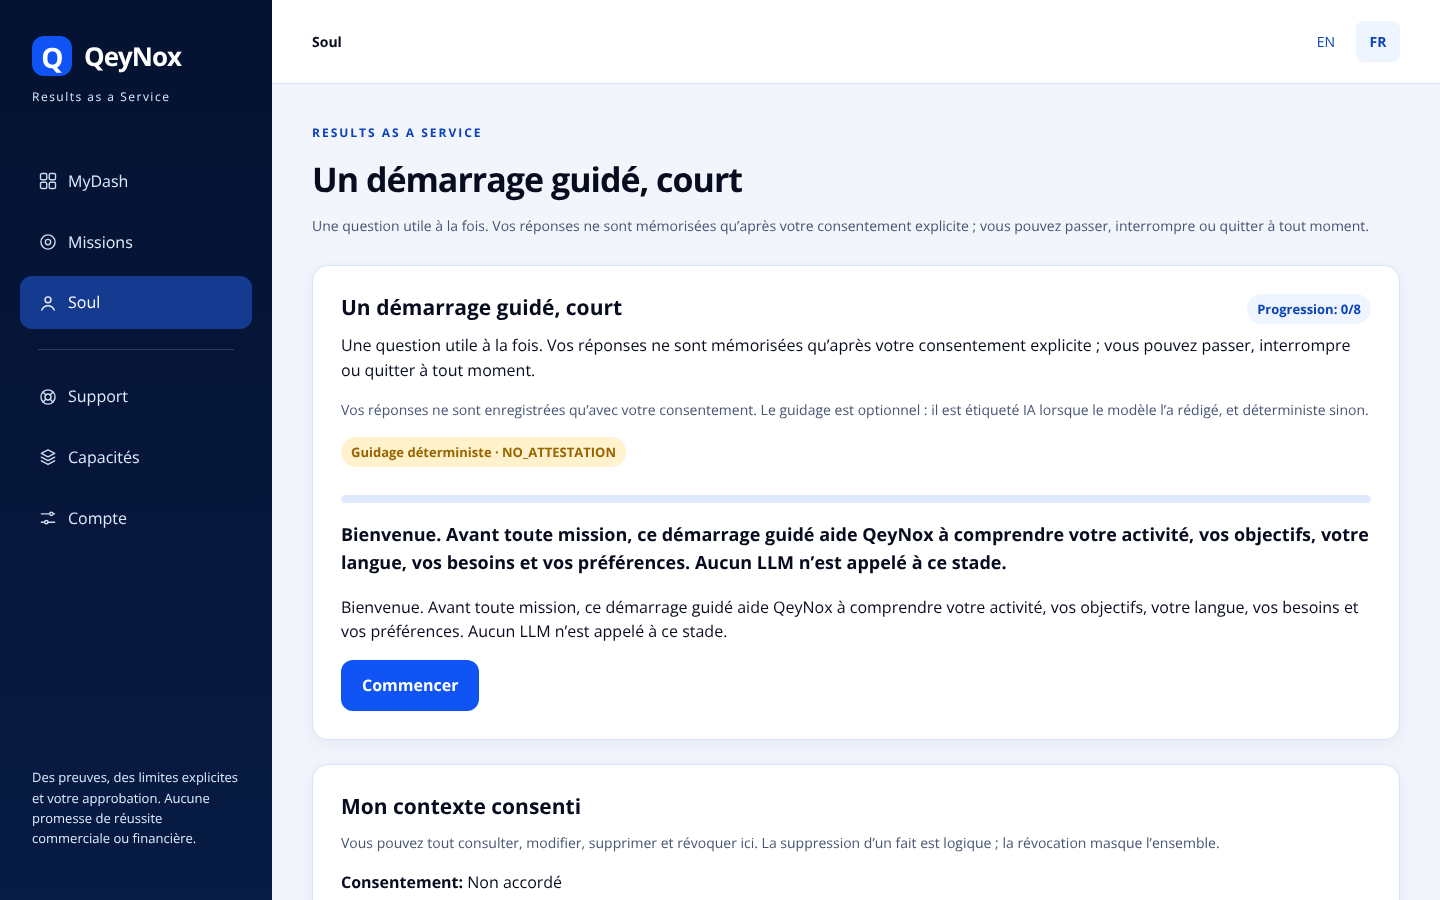 Q QeyNox
Results as a Service
MyDash
Missions
Soul
Support
Capacités
Compte
Des preuves, des limites explicites
et votre approbation. Aucune
promesse de réussite
commerciale ou financière.
Soul
EN FR
RESULTS AS A SERVICE
Un démarrage guidé, court
Une question utile à la fois. Vos réponses ne sont mémorisées qu’après votre consentement explicite ; vous pouvez passer, interrompre ou quitter à tout moment.
Un démarrage guidé, court
Progression: 0/8
Une question utile à la fois. Vos réponses ne sont mémorisées qu’après votre consentement explicite ; vous pouvez passer, interrompre
ou quitter à tout moment.
Vos réponses ne sont enregistrées qu’avec votre consentement. Le guidage est optionnel : il est étiqueté IA lorsque le modèle l’a rédigé, et déterministe sinon.
Guidage déterministe · NO_ATTESTATION
Bienvenue. Avant toute mission, ce démarrage guidé aide QeyNox à comprendre votre activité, vos objectifs, votre
langue, vos besoins et vos préférences. Aucun LLM n’est appelé à ce stade.
Bienvenue. Avant toute mission, ce démarrage guidé aide QeyNox à comprendre votre activité, vos objectifs, votre langue, vos besoins et
vos préférences. Aucun LLM n’est appelé à ce stade.
Commencer
Mon contexte consenti
Vous pouvez tout consulter, modifier, supprimer et révoquer ici. La suppression d’un fait est logique ; la révocation masque l’ensemble.
Consentement: Non accordé